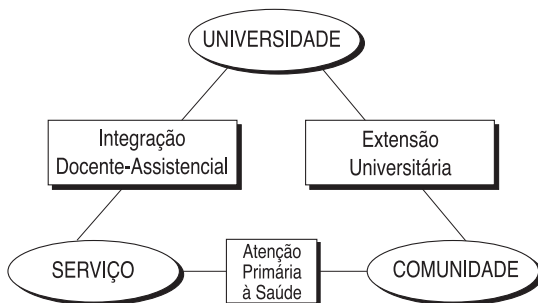 UNIVERSIDADE
Integração
Docente-Assistencial
Extensão
Universitária
SERVIÇO
Atenção
Primária
à Saúde
COMUNIDADE